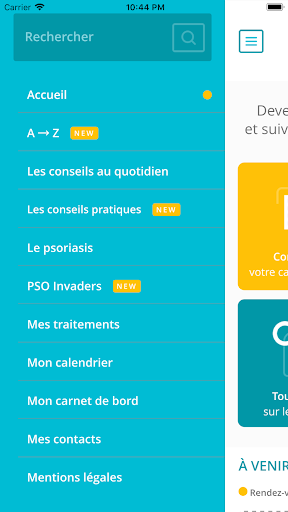 Carrier 10:44 PM
Rechercher
Accueil
A → Z NEW
Les conseils au quotidien
Les conseils pratiques NEW
Le psoriasis
PSO Invaders NEW
Mes traitements
Mon calendrier
Mon carnet de bord
Mes contacts
Mentions légales
Deve
et suiv
Co
votre ca
Tou
sur le
À VENIR
Rendez-v